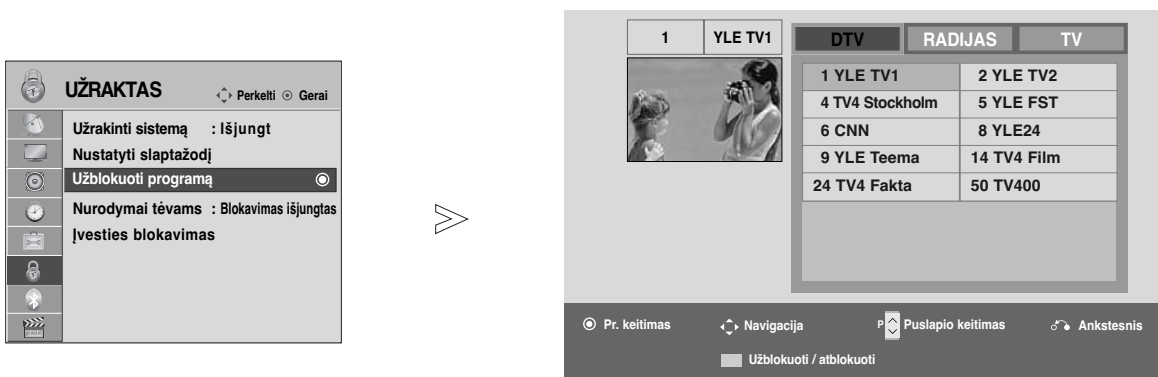 UŽRAKTAS
Perkelti Gerai
Užrakinti sistemą : Išjungt
Nustatyti slaptažodį
Užblokuoti programą
Nurodymai tėvams : Blokavimas išjungtas
Įvesties blokavimas
1 YLE TV1
DTV RADIJAS TV
1 YLE TV1 2 YLE TV2
4 TV4 Stockholm 5 YLE FST
6 CNN 8 YLE24
9 YLE Teema 14 TV4 Film
24 TV4 Fakta 50 TV400
Pr. keitimas Navigacija P Puslapio keitimas Ankstesnis
Užblokuoti / atblokuoti